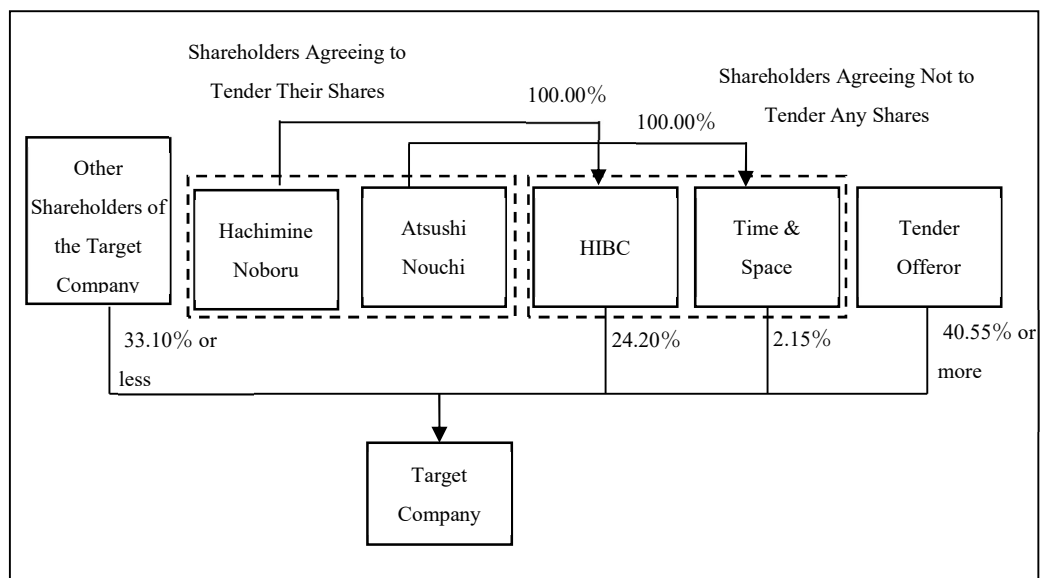 Shareholders Agreeing to
Tender Their Shares
Shareholders Agreeing Not to
Tender Any Shares
100.00%
100.00%
Other
Shareholders of
the Target
Company
Hachimine
Noboru
Atsushi
Nouchi
HIBC
Time &
Space
Tender
Offeror
33.10% or
less
24.20%
2.15%
40.55% or
more
Target
Company